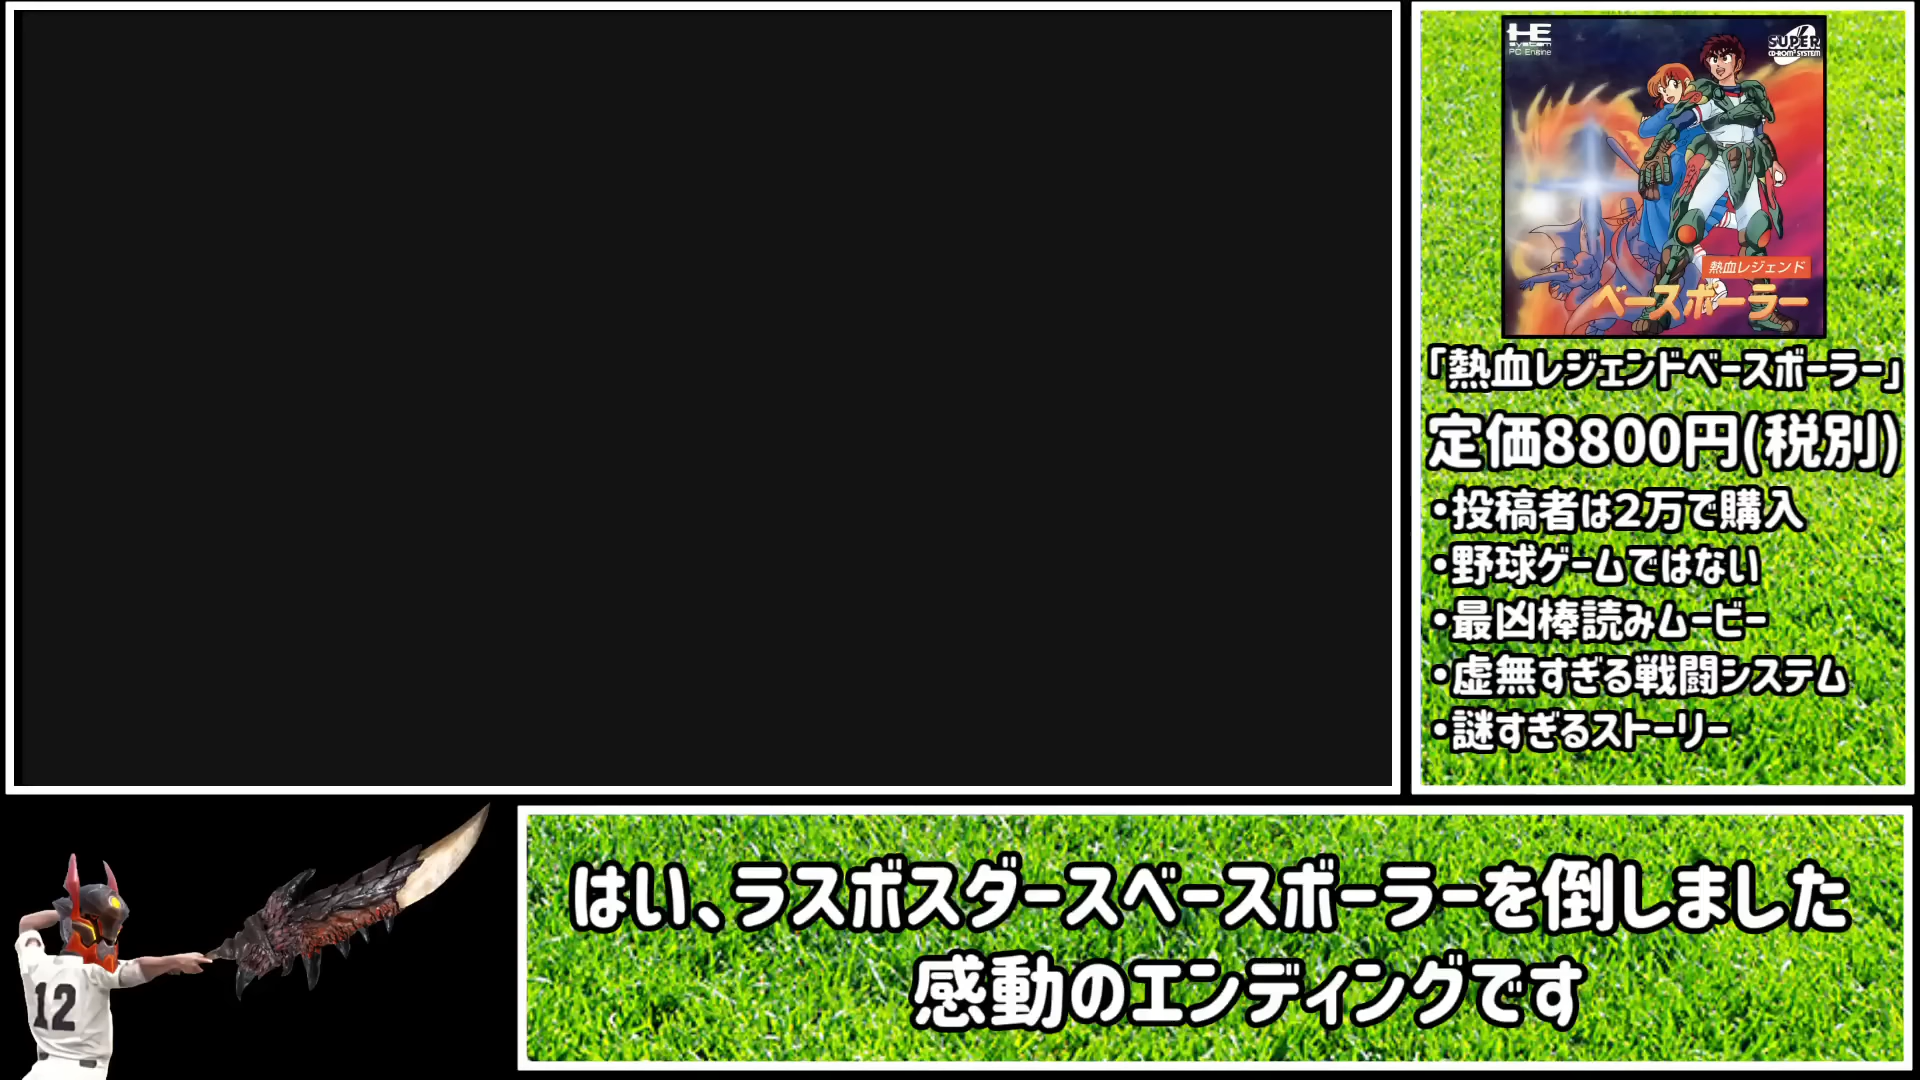 HE
system
PC Engine
SUPER
CD-ROM² SYSTEM
熱血レジェンド
ベースボーラー
「熱血レジェンドベースボーラー」
定価8800円(税別)
・投稿者は2万で購入
・野球ゲームではない
・最凶棒読みムービー
・虚無すぎる戦闘システム
・謎すぎるストーリー
12
はい、ラスボスダースベースボーラーを倒しました
感動のエンディングです